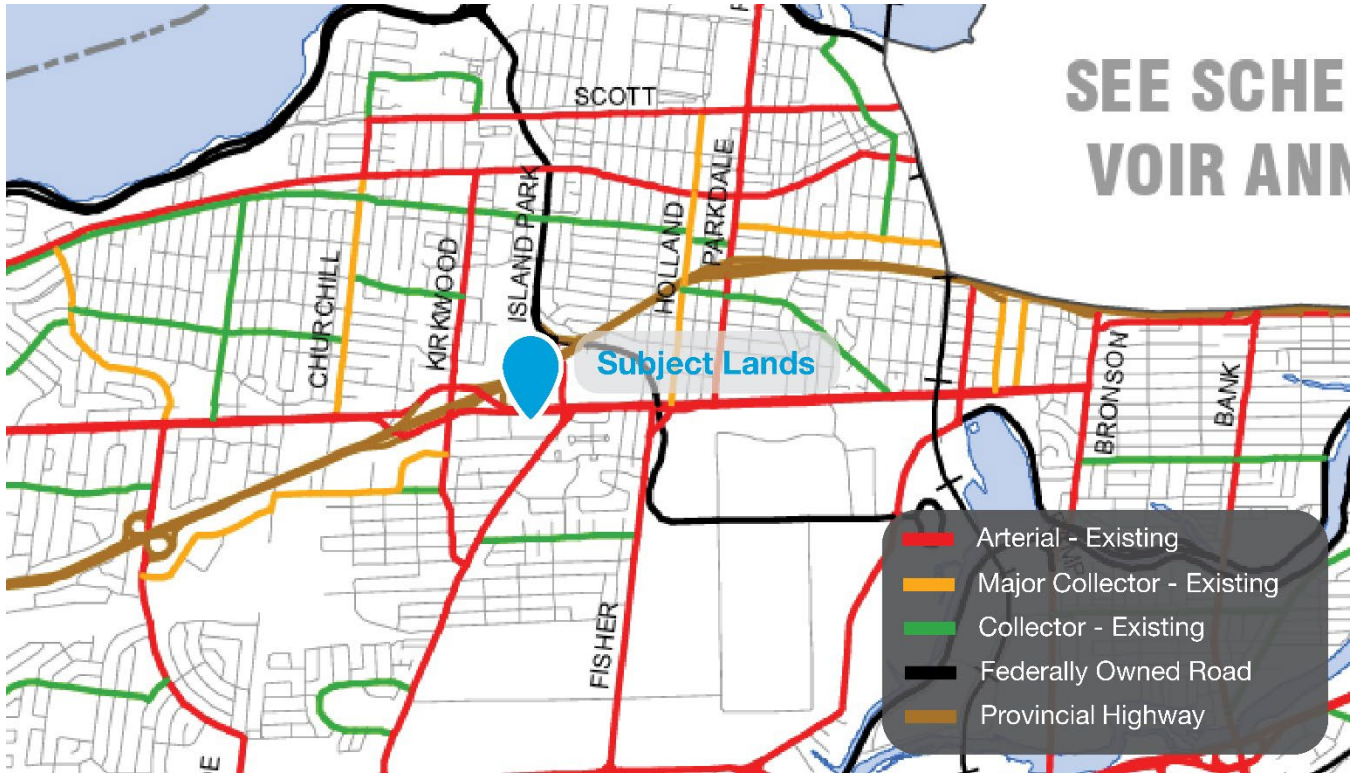 SEE SCHE
VOIR ANN
SCOTT
ISLAND PARK
PARKDALE
HOLLAND
KIRKWOOD
CHURCHILL
Subject Lands
BRONSON
BANK
FISHER
Arterial - Existing
Major Collector - Existing
Collector - Existing
Federally Owned Road
Provincial Highway